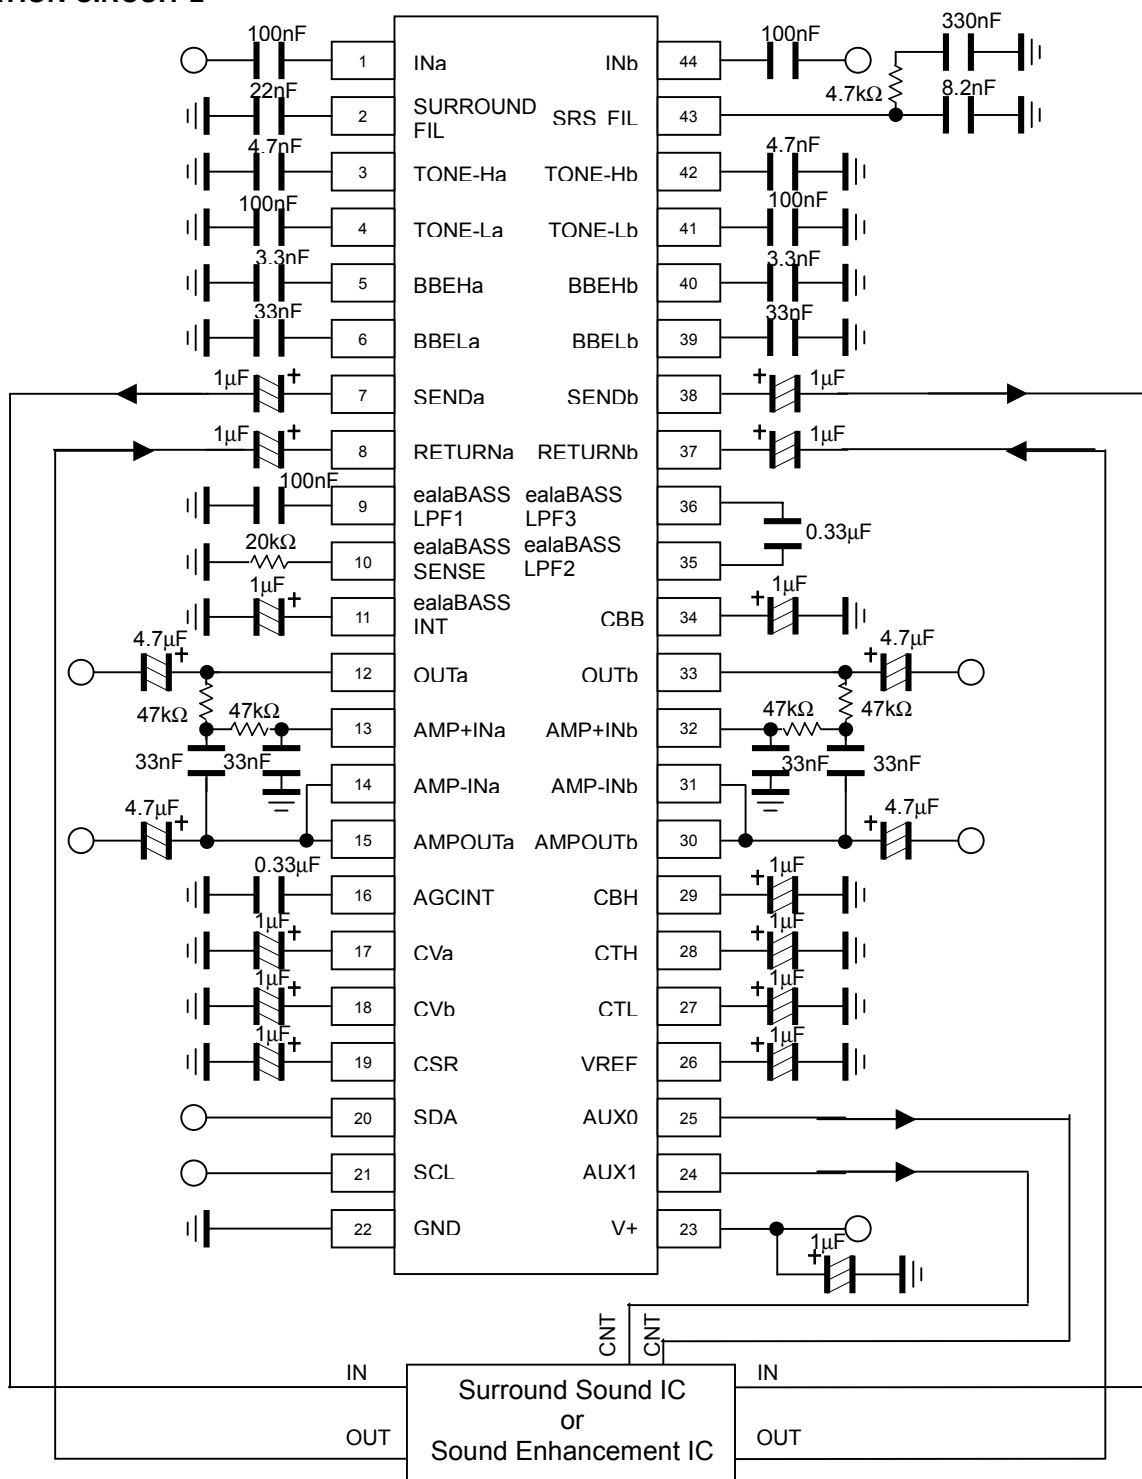 100nF
1
INa
INb
44
100nF
330nF
4.7kΩ
8.2nF
22nF
2
SURROUND
FIL
SRS FIL
43
4.7nF
3
TONE-Ha
TONE-Hb
42
4.7nF
100nF
4
TONE-La
TONE-Lb
41
100nF
3.3nF
5
BBEHa
BBEHb
40
3.3nF
33nF
6
BBELa
BBELb
39
33nF
1µF
+
7
SENDa
SENDb
38
+
1µF
1µF
+
8
RETURNa
RETURNb
37
+
1µF
100nF
9
ealaBASS
LPF1
ealaBASS
LPF3
36
0.33µF
20kΩ
10
ealaBASS
SENSE
ealaBASS
LPF2
35
1µF
+
11
ealaBASS
INT
CBB
34
+
1µF
4.7µF
+
12
OUTa
OUTb
33
+
4.7µF
47kΩ
47kΩ
13
AMP+INa
AMP+INb
32
47kΩ
47kΩ
33nF
33nF
14
AMP-INa
AMP-INb
31
33nF
33nF
4.7µF
+
15
AMPOUTa
AMPOUTb
30
+
4.7µF
0.33µF
16
AGCINT
CBH
29
+
1µF
1µF
+
17
CVa
CTH
28
+
1µF
1µF
+
18
CVb
CTL
27
+
1µF
1µF
+
19
CSR
VREF
26
+
1µF
20
SDA
AUX0
25
21
SCL
AUX1
24
22
GND
V+
23
+
1µF
CNT
CNT
IN
Surround Sound IC
or
Sound Enhancement IC
IN
OUT
OUT